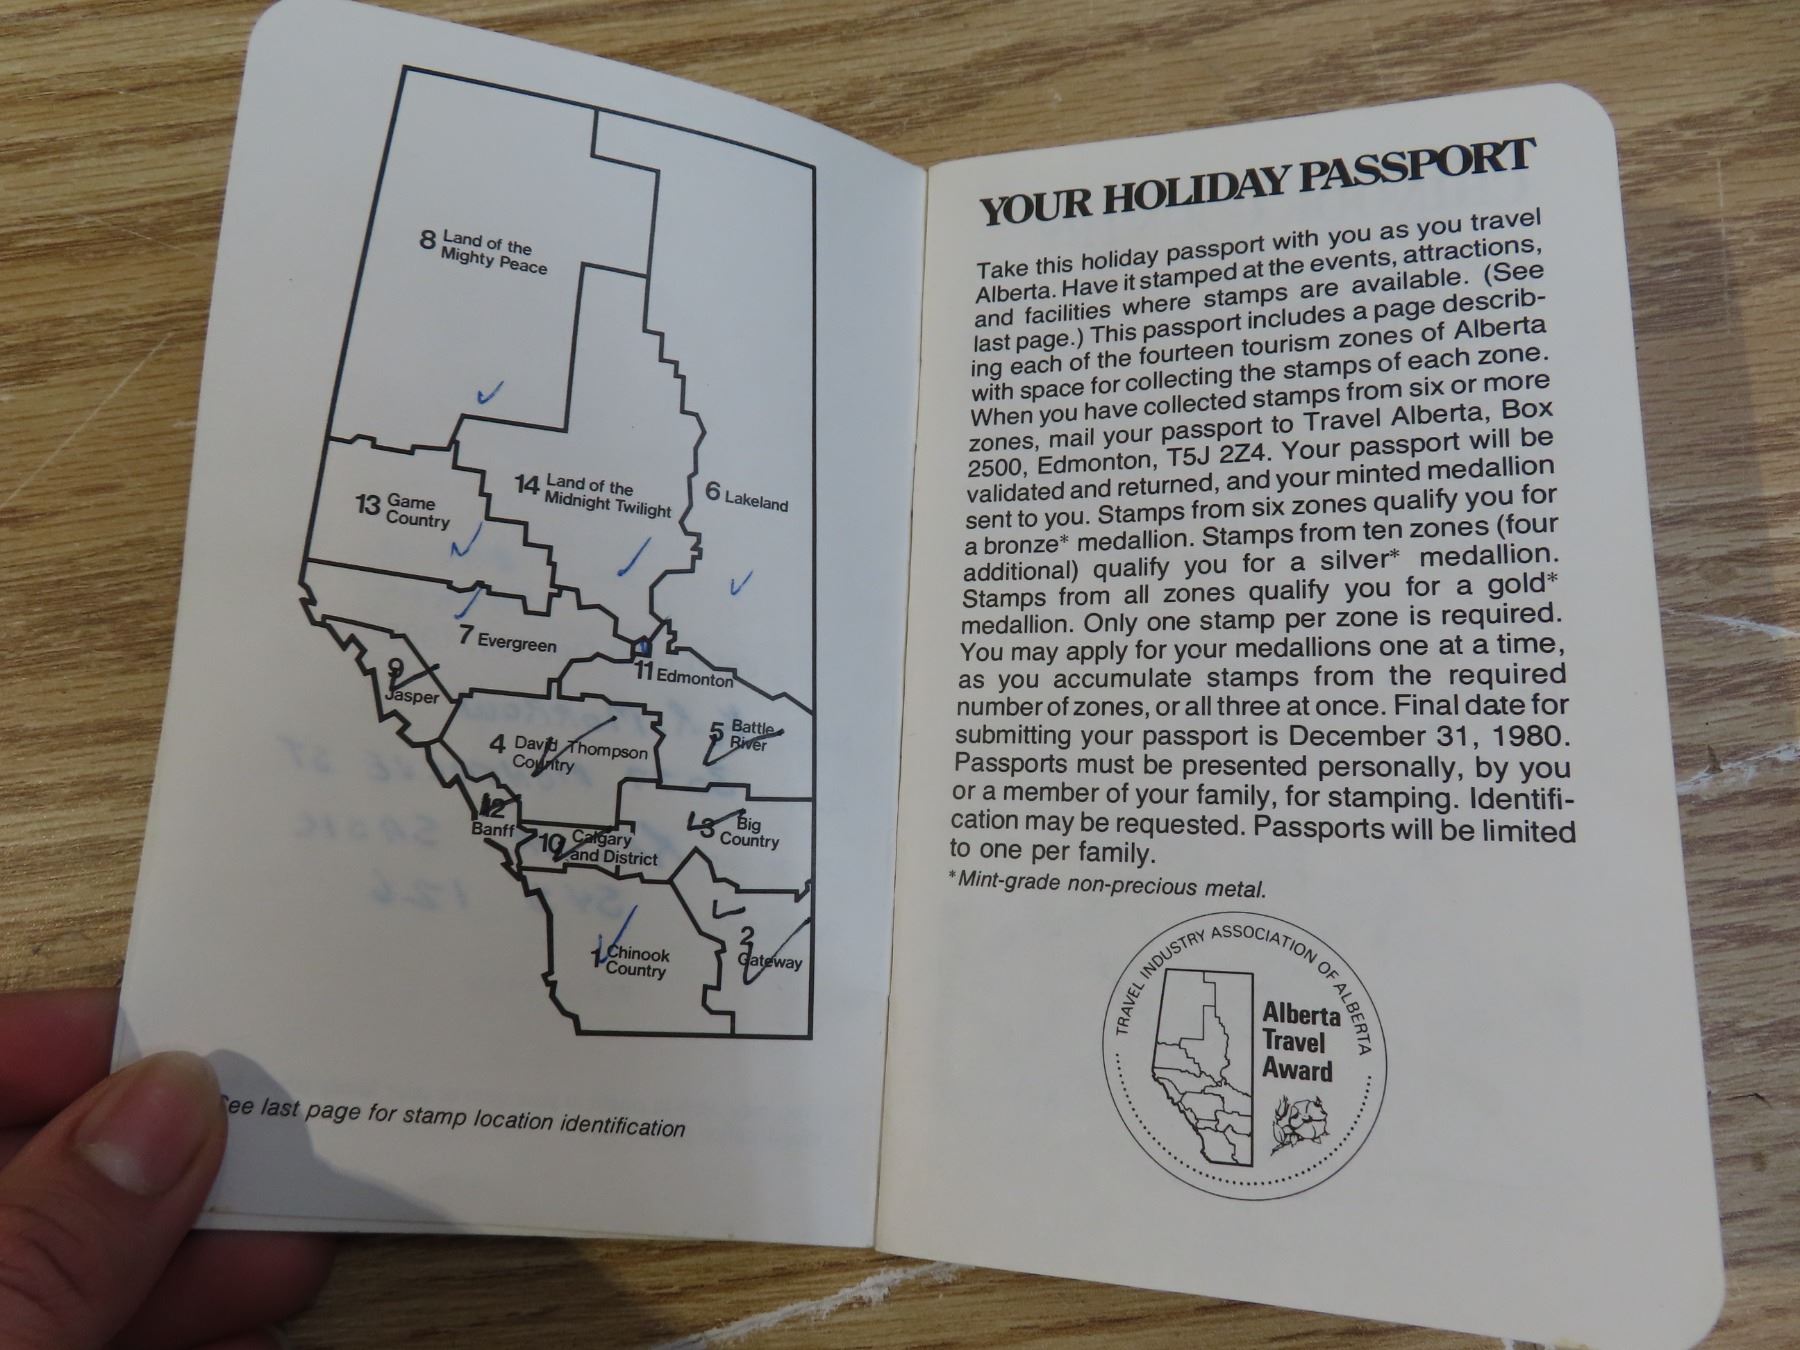 8 Land of the
Mighty Peace
14 Land of the
Midnight Twilight
6 Lakeland
13 Game
Country
7 Evergreen
11 Edmonton
9
Jasper
4 David Thompson
Country
5 Battle
River
12
Banff
10 Calgary
and District
3 Big
Country
2
Gateway
1 Chinook
Country
See last page for stamp location identification
YOUR HOLIDAY PASSPORT
Take this holiday passport with you as you travel
Alberta. Have it stamped at the events, attractions,
and facilities where stamps are available. (See
last page.) This passport includes a page describ-
ing each of the fourteen tourism zones of Alberta
with space for collecting the stamps of each zone.
When you have collected stamps from six or more
zones, mail your passport to Travel Alberta, Box
2500, Edmonton, T5J 2Z4. Your passport will be
validated and returned, and your minted medallion
sent to you. Stamps from six zones qualify you for
a bronze* medallion. Stamps from ten zones (four
additional) qualify you for a silver* medallion.
Stamps from all zones qualify you for a gold*
medallion. Only one stamp per zone is required.
You may apply for your medallions one at a time,
as you accumulate stamps from the required
number of zones, or all three at once. Final date for
submitting your passport is December 31, 1980.
Passports must be presented personally, by you
or a member of your family, for stamping. Identifi-
cation may be requested. Passports will be limited
to one per family.
*Mint-grade non-precious metal.
TRAVEL INDUSTRY ASSOCIATION OF ALBERTA
Alberta
Travel
Award